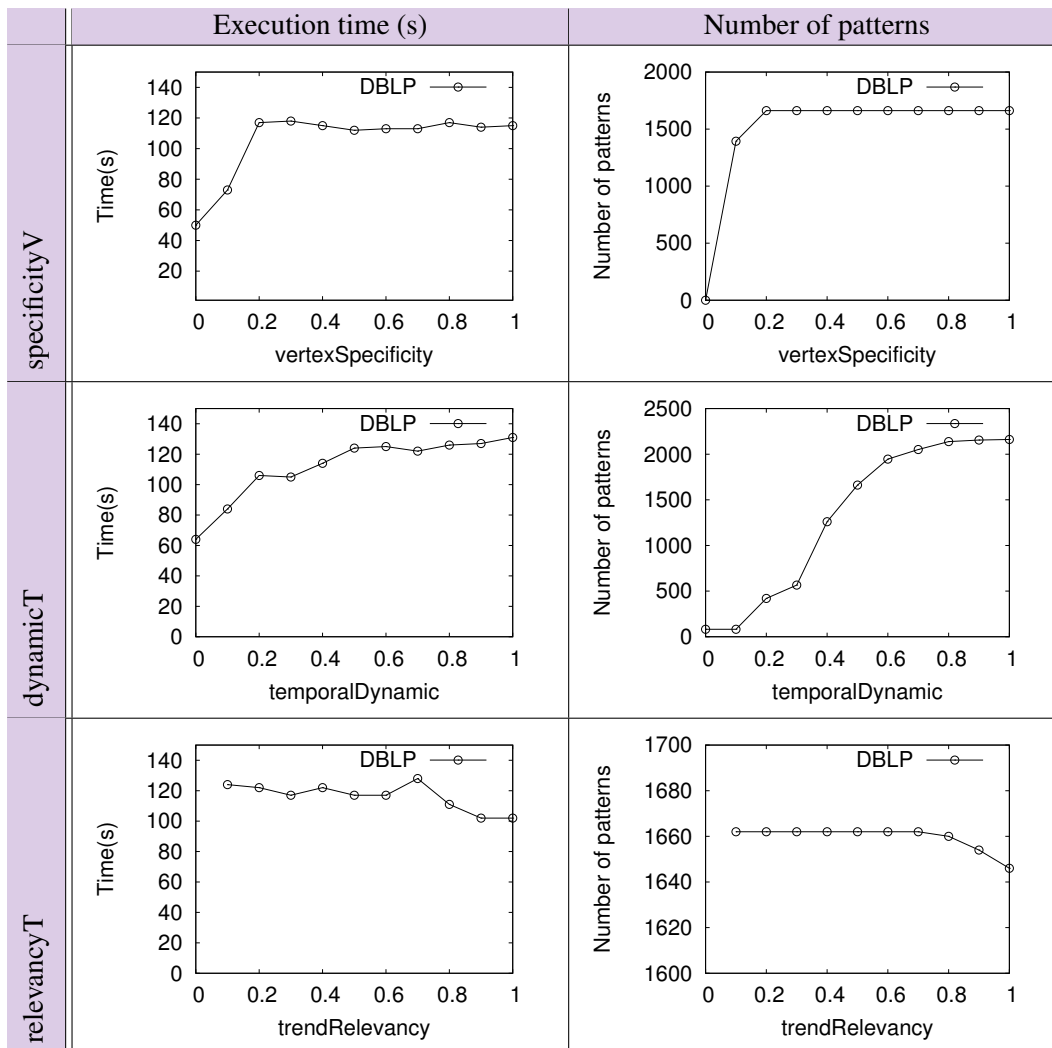 Execution time (s)
Number of patterns
specificityV
DBLP
Time(s)
140
120
100
80
60
40
20
0 0.2 0.4 0.6 0.8 1
vertexSpecificity
DBLP
Number of patterns
2000
1500
1000
500
0
0 0.2 0.4 0.6 0.8 1
vertexSpecificity
dynamicT
DBLP
Time(s)
140
120
100
80
60
40
20
0
0 0.2 0.4 0.6 0.8 1
temporalDynamic
DBLP
Number of patterns
2500
2000
1500
1000
500
0
0 0.2 0.4 0.6 0.8 1
temporalDynamic
relevancyT
DBLP
Time(s)
140
120
100
80
60
40
20
0
0 0.2 0.4 0.6 0.8 1
trendRelevancy
DBLP
Number of patterns
1700
1680
1660
1640
1620
1600
0 0.2 0.4 0.6 0.8 1
trendRelevancy